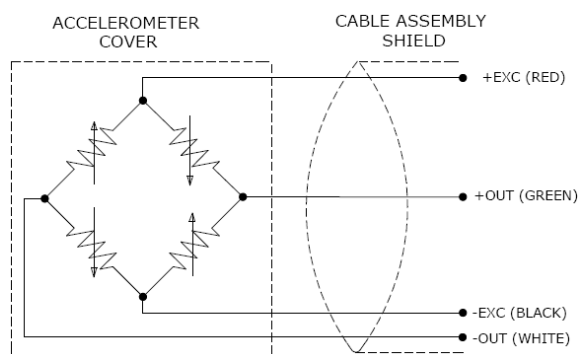 ACCELEROMETER
COVER
CABLE ASSEMBLY
SHIELD
+EXC (RED)
+OUT (GREEN)
-EXC (BLACK)
-OUT (WHITE)